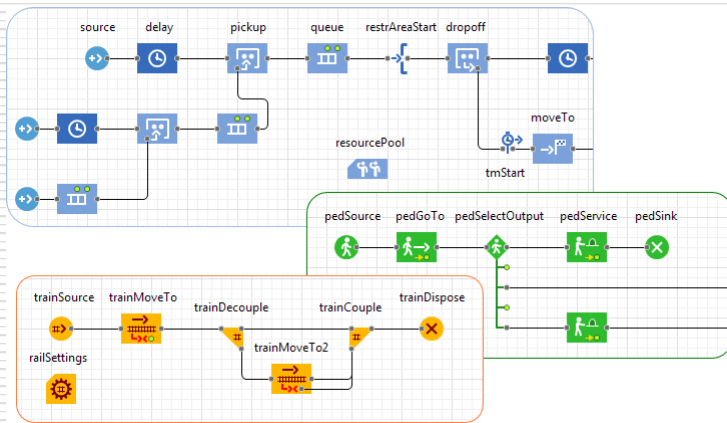 source delay pickup queue restrAreaStart dropoff
moveTo
resourcePool
tmStart
pedSource pedGoTo pedSelectOutput pedService pedSink
trainSource trainMoveTo trainDecouple trainCouple trainDispose
trainMoveTo2
railSettings